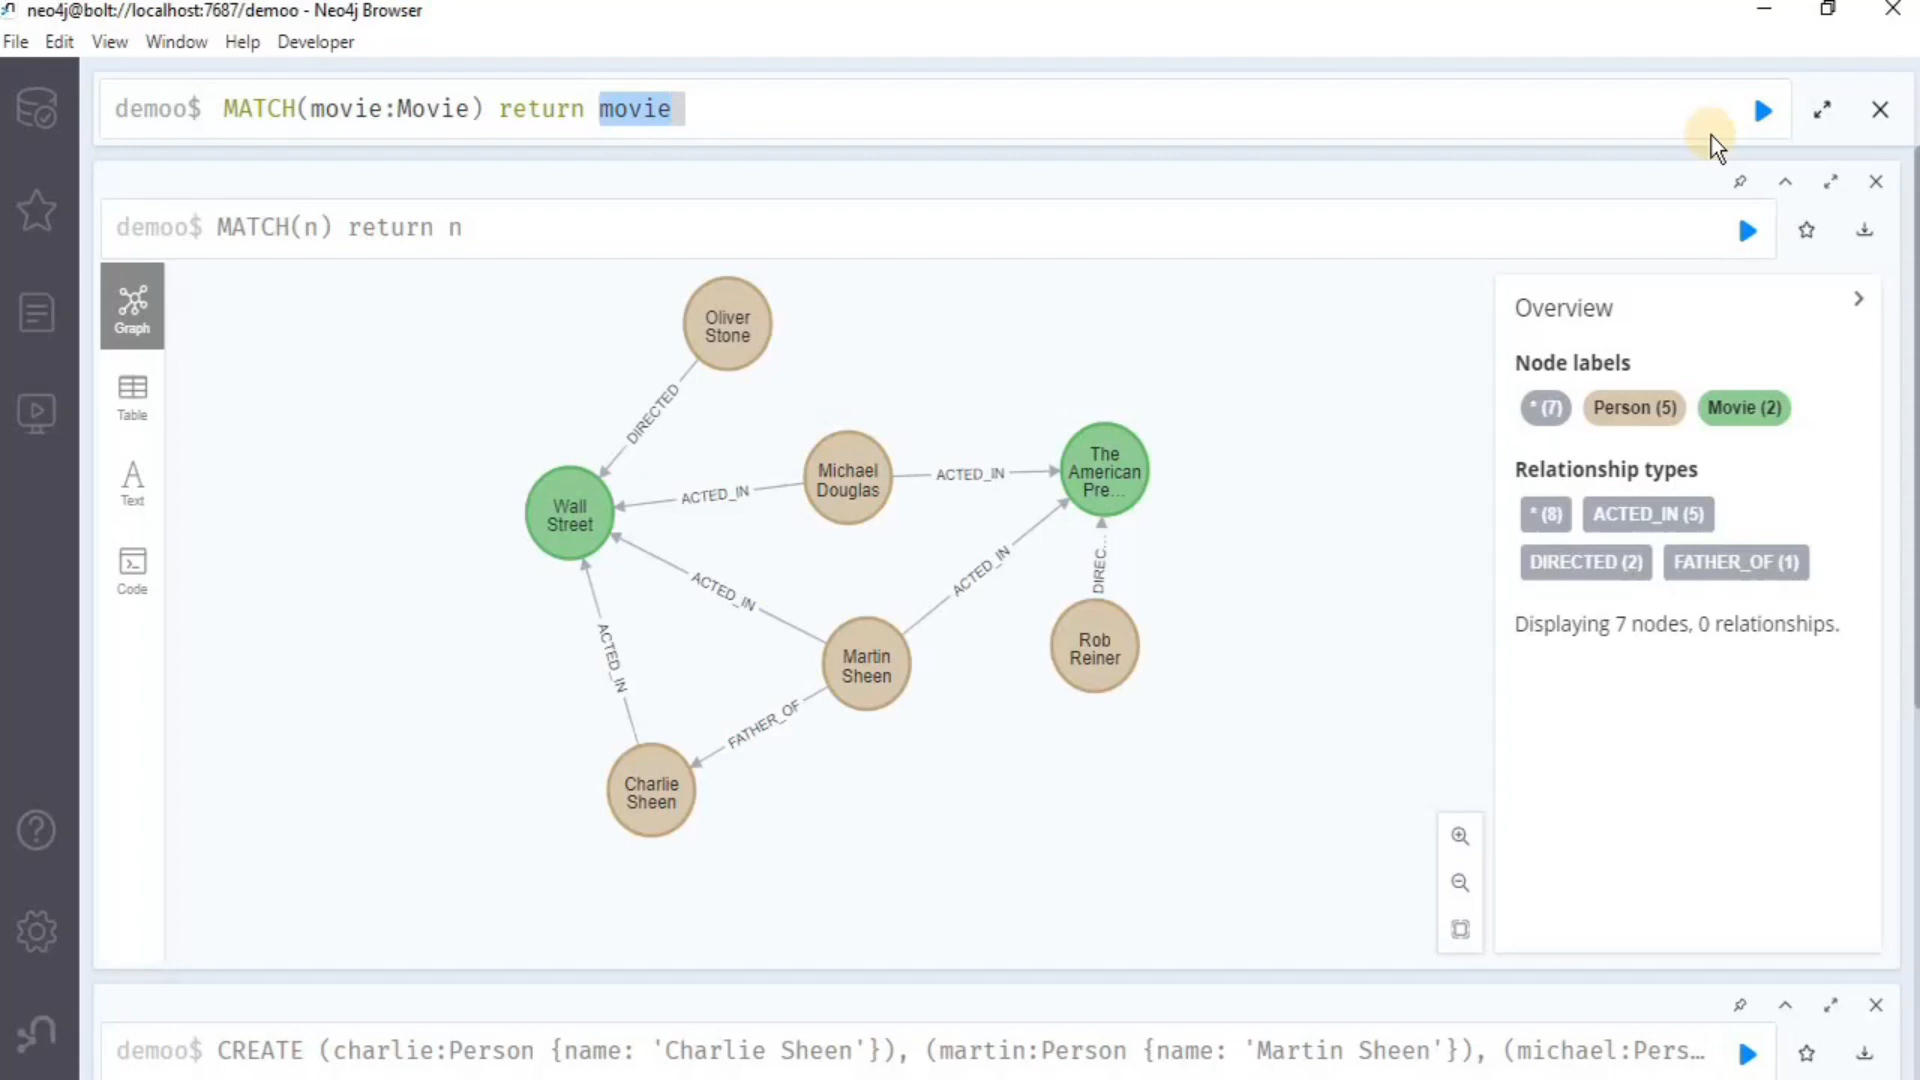 neo4j@bolt://localhost:7687/demoo - Neo4j Browser
File Edit View Window Help Developer
demoo$ MATCH(movie:Movie) return movie
demoo$ MATCH(n) return n
Graph
Table
Text
Code
Oliver
Stone
DIRECTED
Michael
Douglas
ACTED_IN
The
American
Pre...
ACTED_IN
Wall
Street
ACTED_IN
ACTED_IN
DIREC...
ACTED_IN
Martin
Sheen
Rob
Reiner
FATHER_OF
Charlie
Sheen
Overview
Node labels
* (7) Person (5) Movie (2)
Relationship types
* (8) ACTED_IN (5)
DIRECTED (2) FATHER_OF (1)
Displaying 7 nodes, 0 relationships.
demoo$ CREATE (charlie:Person {name: 'Charlie Sheen'}), (martin:Person {name: 'Martin Sheen'}), (michael:Pers…